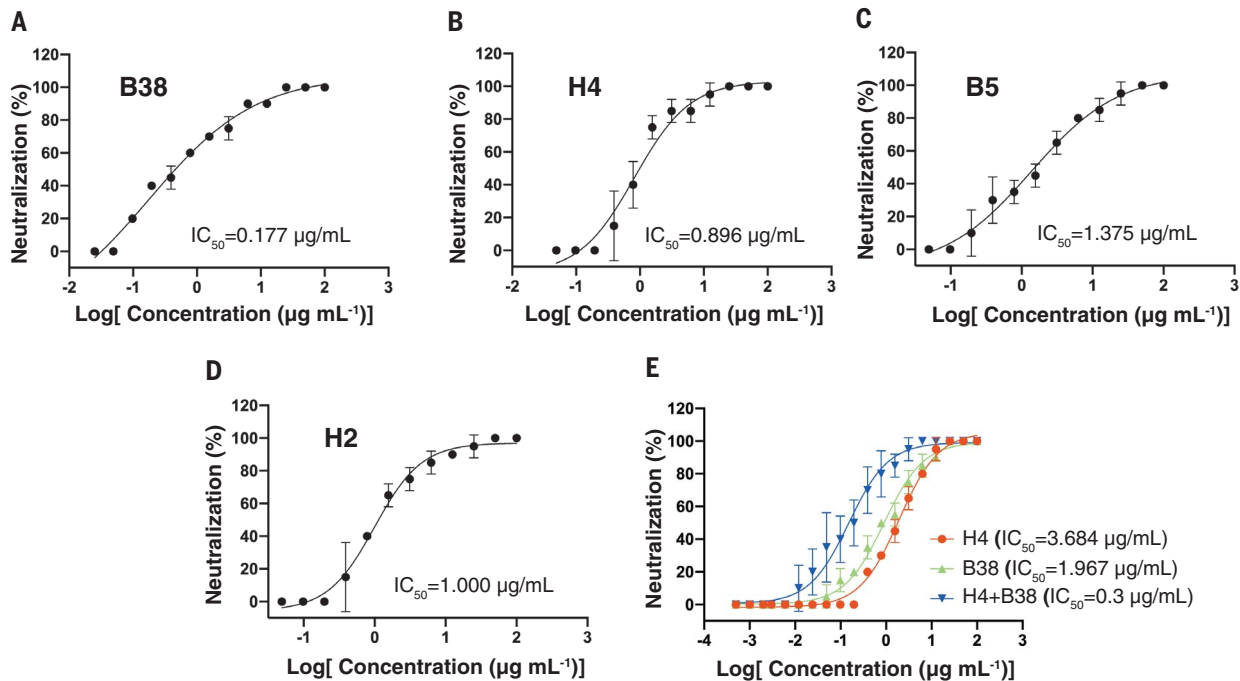 A
B38
Neutralization (%)
120
100
80
60
40
20
0
IC50=0.177 µg/mL
-2 -1 0 1 2 3
Log[ Concentration (µg mL-1)]
B
H4
Neutralization (%)
120
100
80
60
40
20
0
IC50=0.896 µg/mL
-2 -1 0 1 2 3
Log[ Concentration (µg mL-1)]
C
B5
Neutralization (%)
120
100
80
60
40
20
0
IC50=1.375 µg/mL
-1 0 1 2 3
Log[ Concentration (µg mL-1)]
D
H2
Neutralization (%)
120
100
80
60
40
20
0
IC50=1.000 µg/mL
-1 0 1 2 3
Log[ Concentration (µg mL-1)]
E
Neutralization (%)
120
100
80
60
40
20
0
H4 (IC50=3.684 µg/mL)
B38 (IC50=1.967 µg/mL)
H4+B38 (IC50=0.3 µg/mL)
-4 -3 -2 -1 0 1 2 3
Log[ Concentration (µg mL-1)]